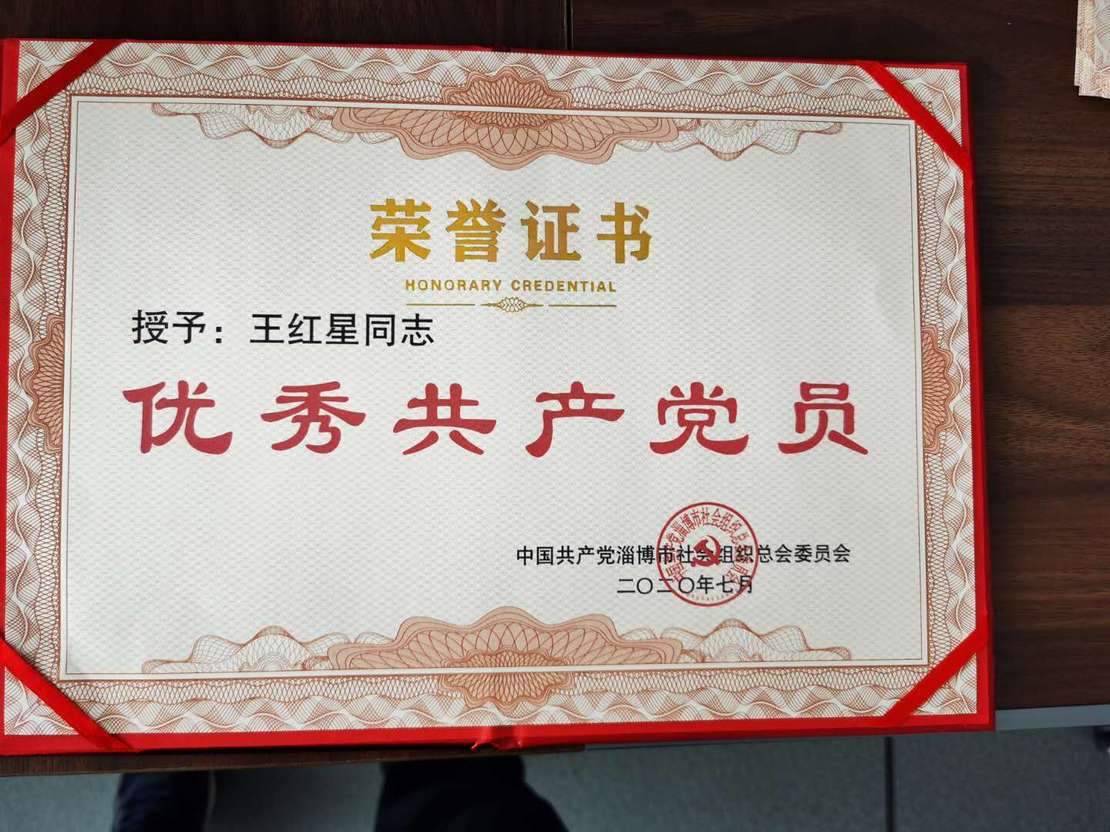 荣誉证书
HONORARY CREDENTIAL
授予：王红星同志
优秀共产党员
中国共产党淄博市社会组织总会委员会
二〇二〇年七月